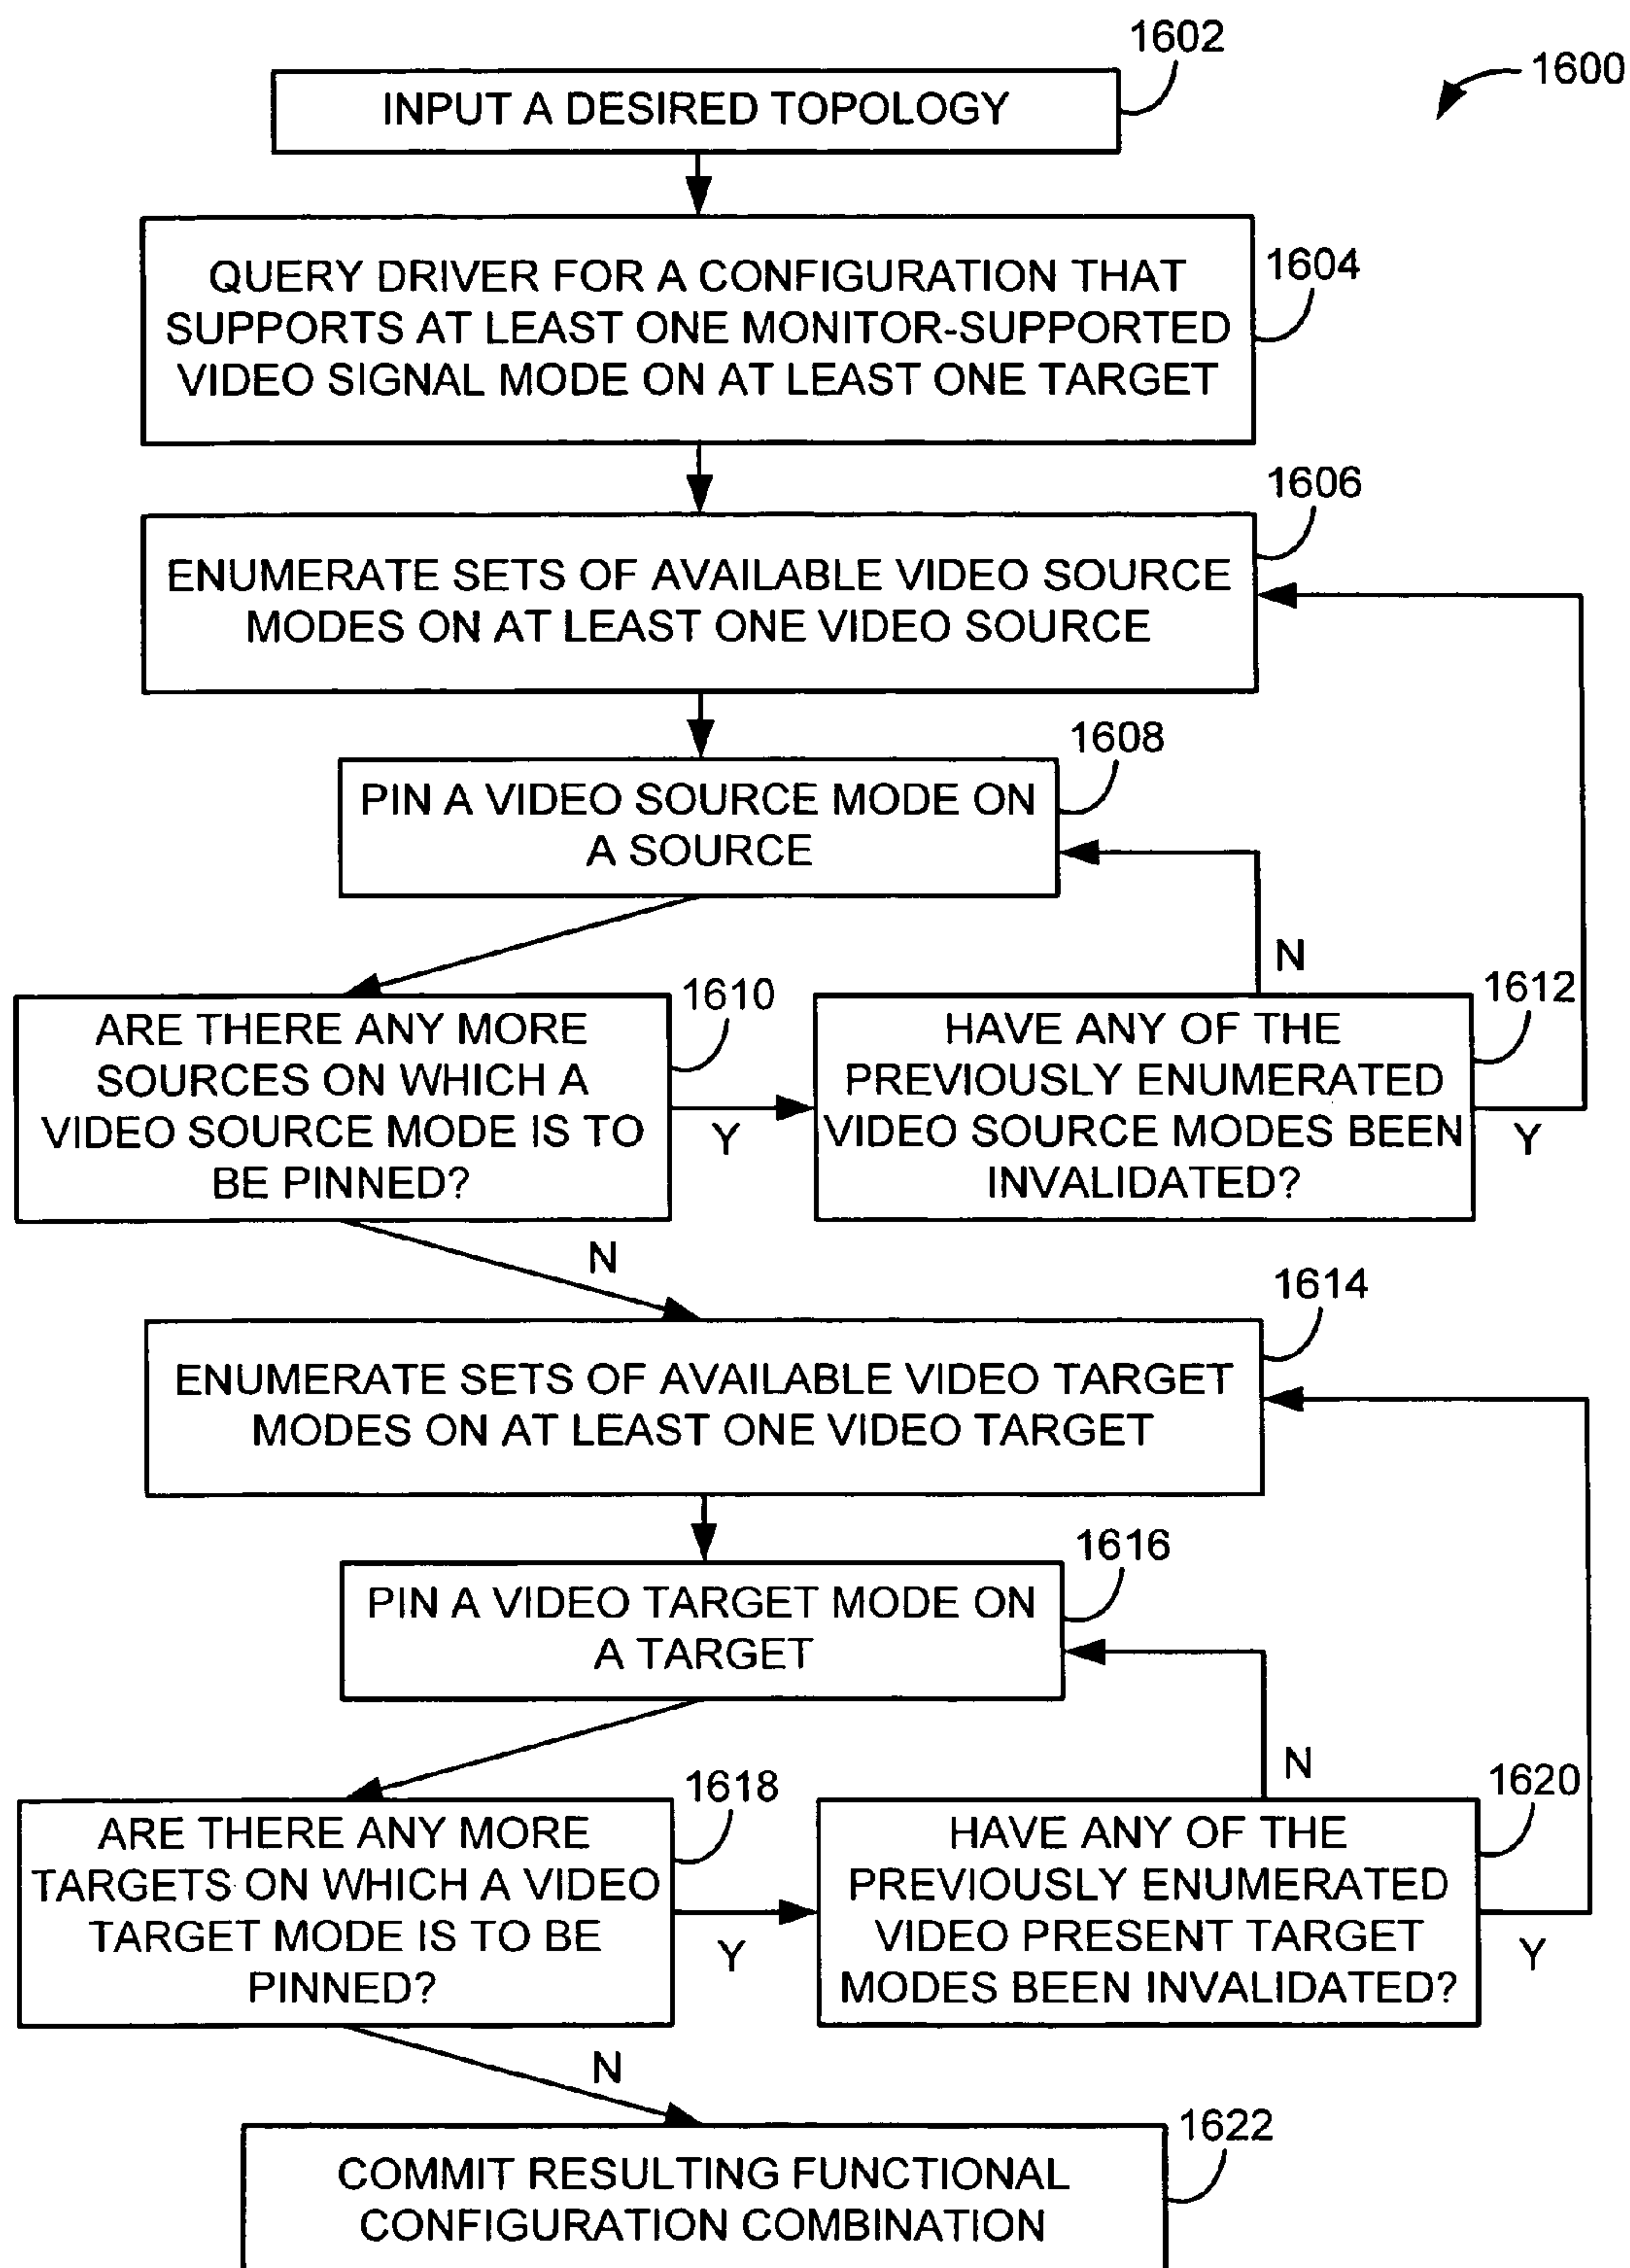 1602
1600
INPUT A DESIRED TOPOLOGY
QUERY DRIVER FOR A CONFIGURATION THAT
SUPPORTS AT LEAST ONE MONITOR-SUPPORTED
VIDEO SIGNAL MODE ON AT LEAST ONE TARGET
1604
1606
ENUMERATE SETS OF AVAILABLE VIDEO SOURCE
MODES ON AT LEAST ONE VIDEO SOURCE
1608
PIN A VIDEO SOURCE MODE ON
A SOURCE
N
1610
ARE THERE ANY MORE
SOURCES ON WHICH A
VIDEO SOURCE MODE IS TO
BE PINNED?
Y
1612
HAVE ANY OF THE
PREVIOUSLY ENUMERATED
VIDEO SOURCE MODES BEEN
INVALIDATED?
Y
N
1614
ENUMERATE SETS OF AVAILABLE VIDEO TARGET
MODES ON AT LEAST ONE VIDEO TARGET
1616
PIN A VIDEO TARGET MODE ON
A TARGET
N
1618
ARE THERE ANY MORE
TARGETS ON WHICH A VIDEO
TARGET MODE IS TO BE
PINNED?
Y
1620
HAVE ANY OF THE
PREVIOUSLY ENUMERATED
VIDEO PRESENT TARGET
MODES BEEN INVALIDATED?
Y
N
1622
COMMIT RESULTING FUNCTIONAL
CONFIGURATION COMBINATION